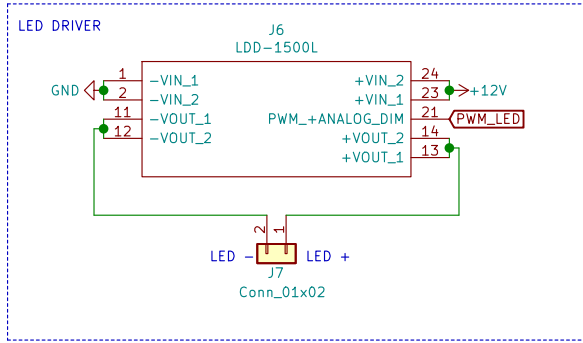 LED DRIVER
J6
LDD-1500L
GND
1 -VIN_1 +VIN_2 24
2 -VIN_2 +VIN_1 23
+12V
11 -VOUT_1 PWM_+ANALOG_DIM 21 PWM_LED
12 -VOUT_2 +VOUT_2 14
+VOUT_1 13
2 1
LED - LED +
J7
Conn_01x02